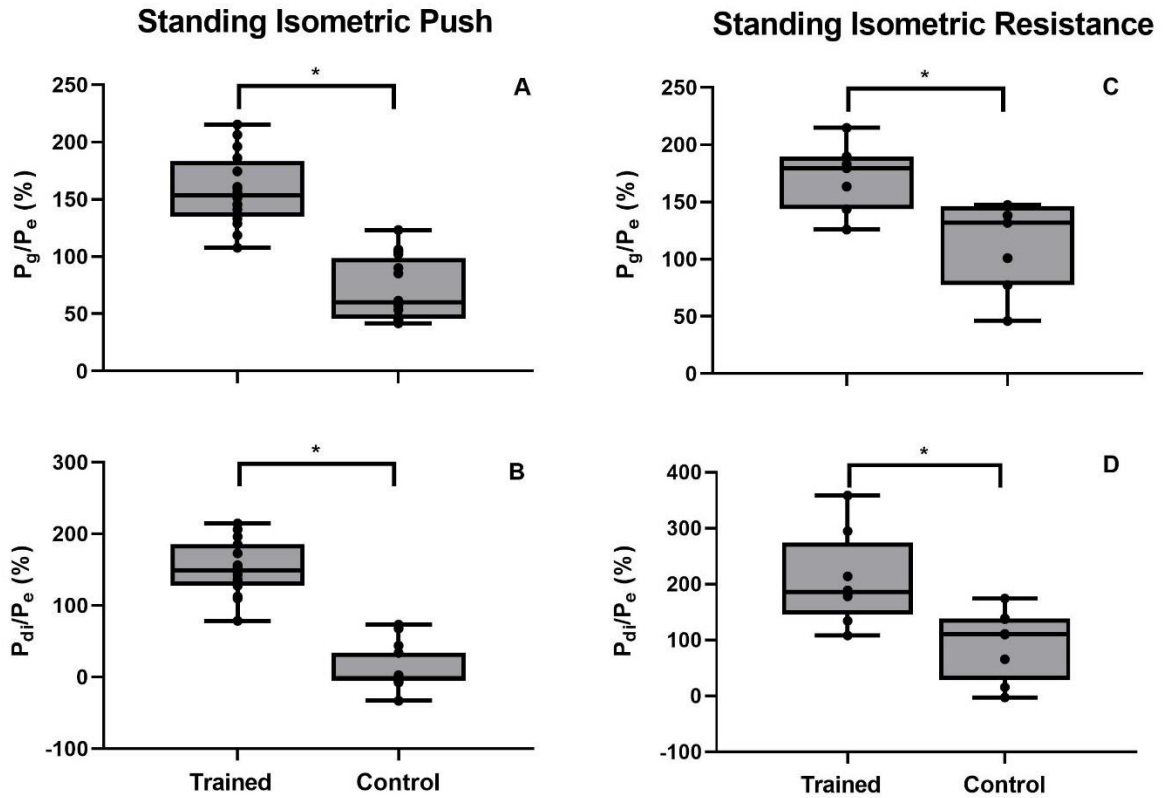 Standing Isometric Push
Standing Isometric Resistance
A
*
250
200
150
100
50
0
Pg/Pe (%)
C
*
250
200
150
100
50
0
Pg/Pe (%)
B
*
300
200
100
0
-100
Pdi/Pe (%)
Trained
Control
D
*
400
300
200
100
0
-100
Pdi/Pe (%)
Trained
Control